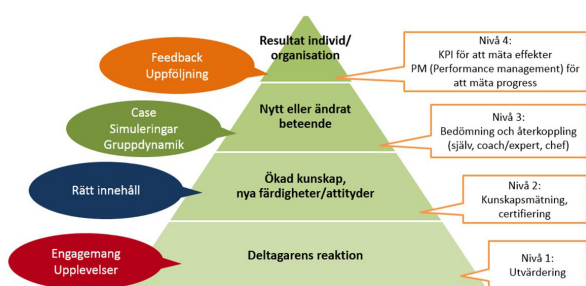 Feedback
Uppföljning
Resultat individ/
organisation
Nivå 4:
KPI för att mäta effekter
PM (Performance management) för
att mäta progress
Case
Simuleringar
Gruppdynamik
Nytt eller ändrat
beteende
Nivå 3:
Bedömning och återkoppling
(själv, coach/expert, chef)
Rätt innehåll
Ökad kunskap,
nya färdigheter/attityder
Nivå 2:
Kunskapsmätning,
certifiering
Engagemang
Upplevelser
Deltagarens reaktion
Nivå 1:
Utvärdering